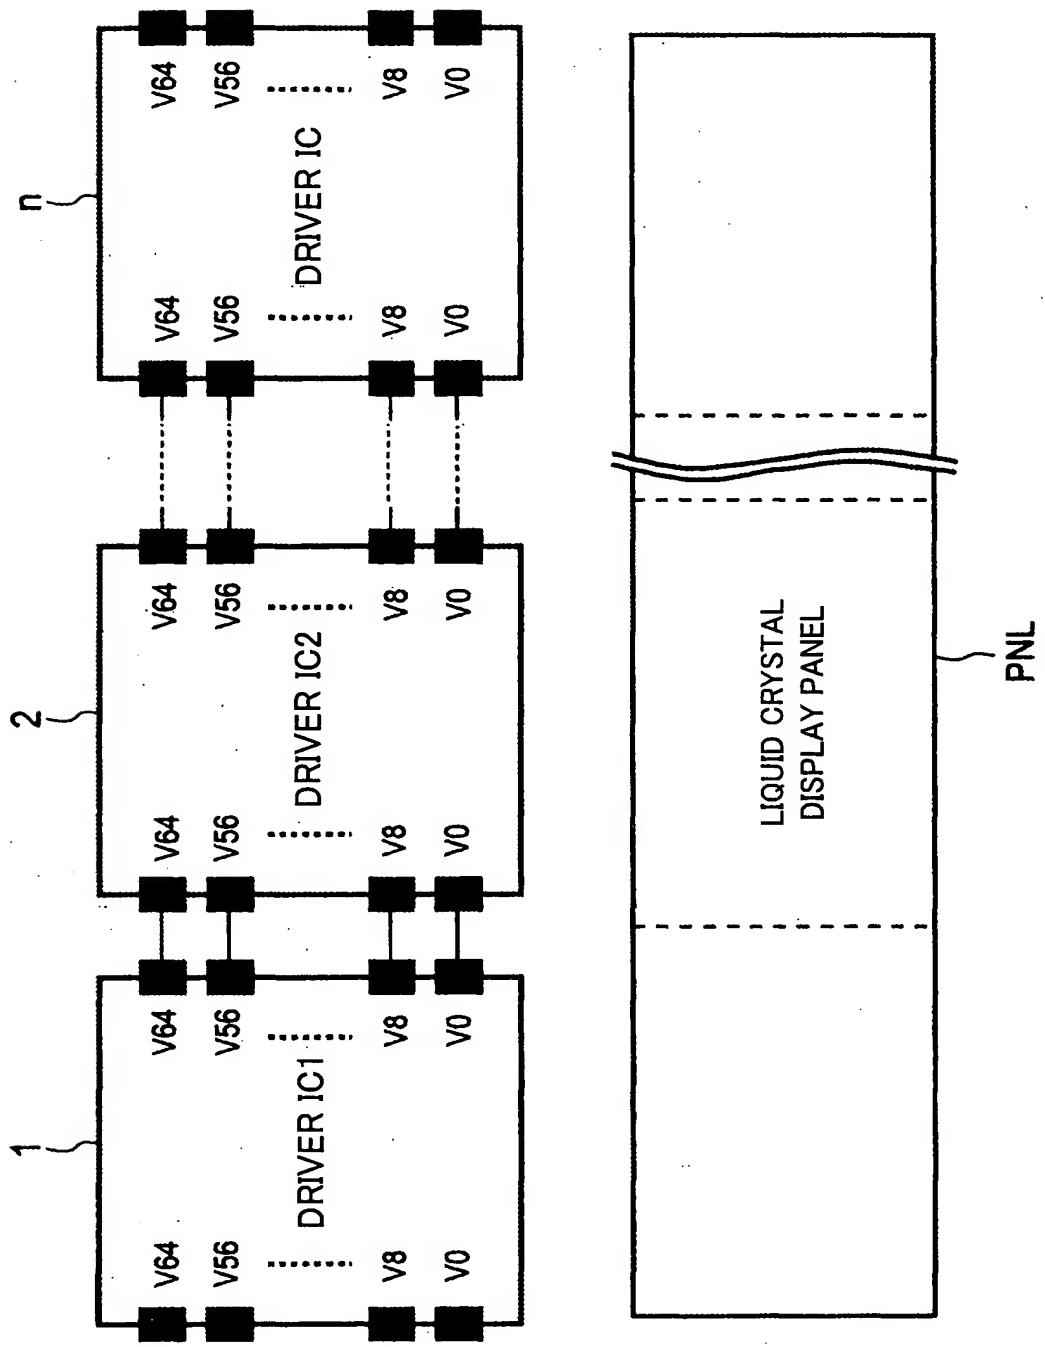 1
2
n
V64
V64
V64
V64
V64
V64
V56
V56
V56
V56
V56
V56
DRIVER IC1
DRIVER IC2
DRIVER IC
V8
V8
V8
V8
V8
V8
V0
V0
V0
V0
V0
V0
LIQUID CRYSTAL
DISPLAY PANEL
PNL